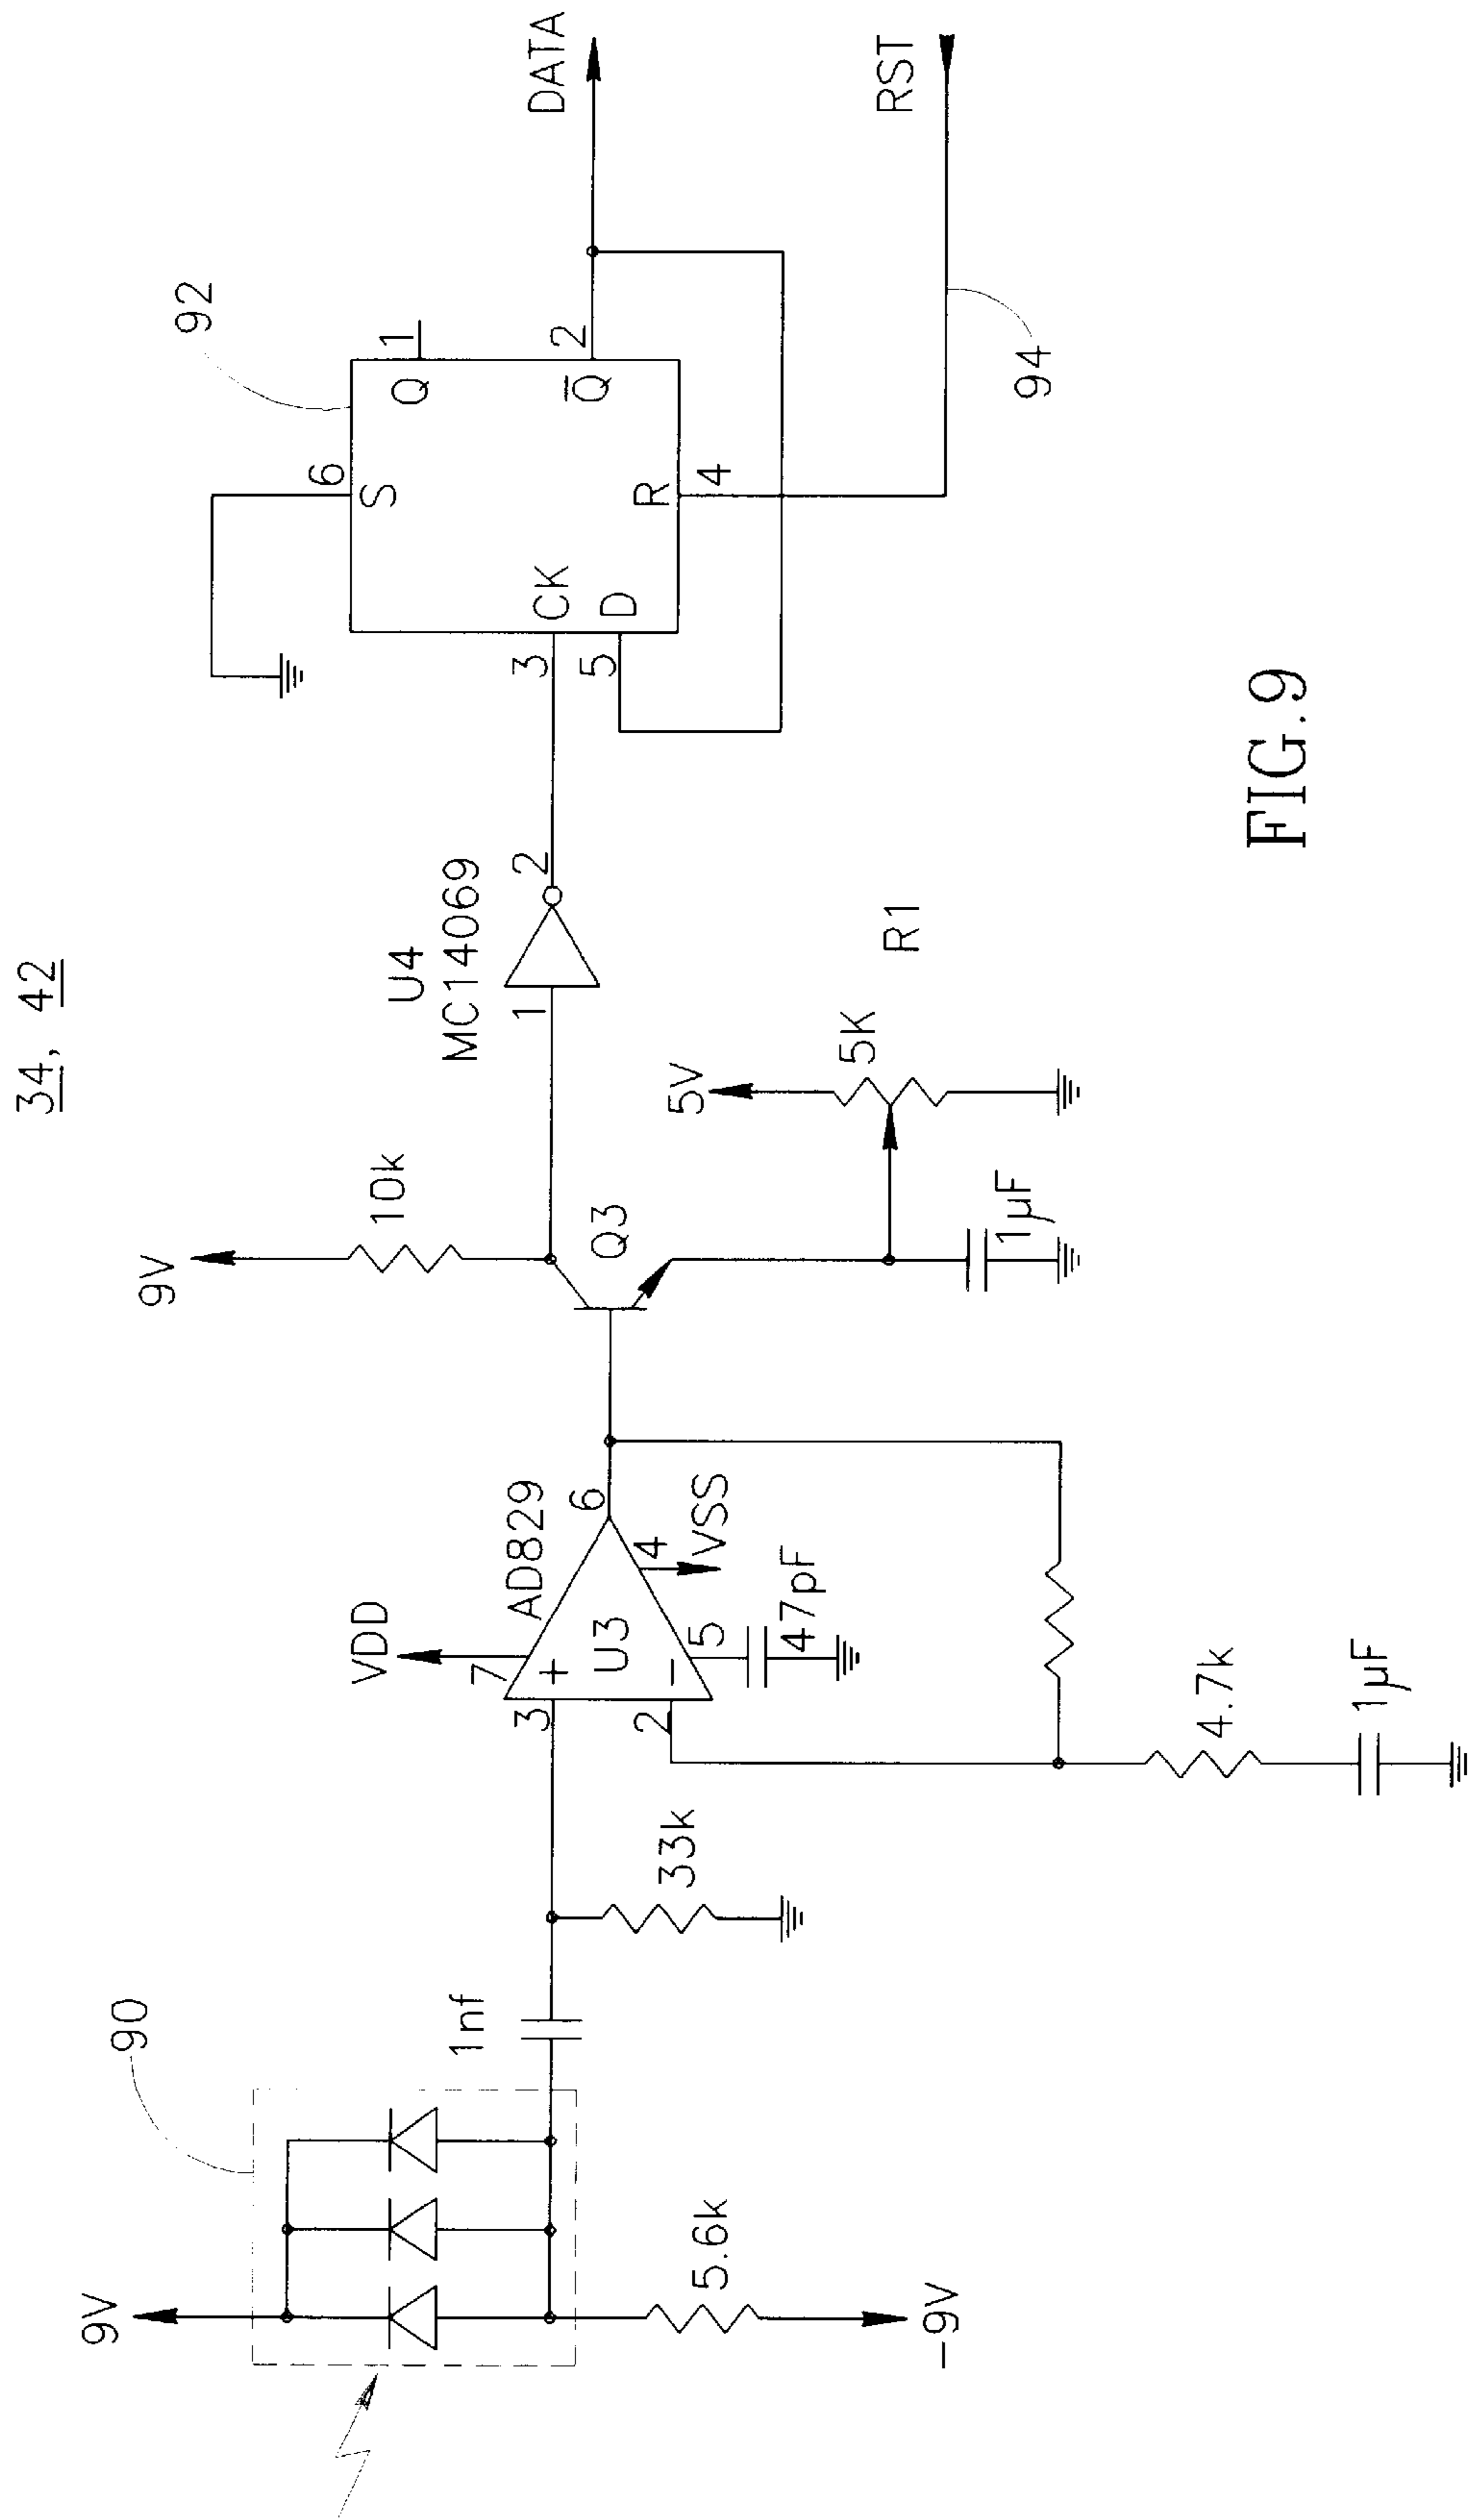 34, 42
90
9V
5.6k
-9V
1nf
33k
VDD
7
AD829
3
+
U3
6
2
−
5
4
VSS
47pF
4.7k
1µF
9V
10k
Q3
1µF
5V
5K
R1
U4
MC14069
1
2
92
6
S
Q
1
3
CK
5
D
Q̅
2
R
4
DATA
RST
94
FIG.9